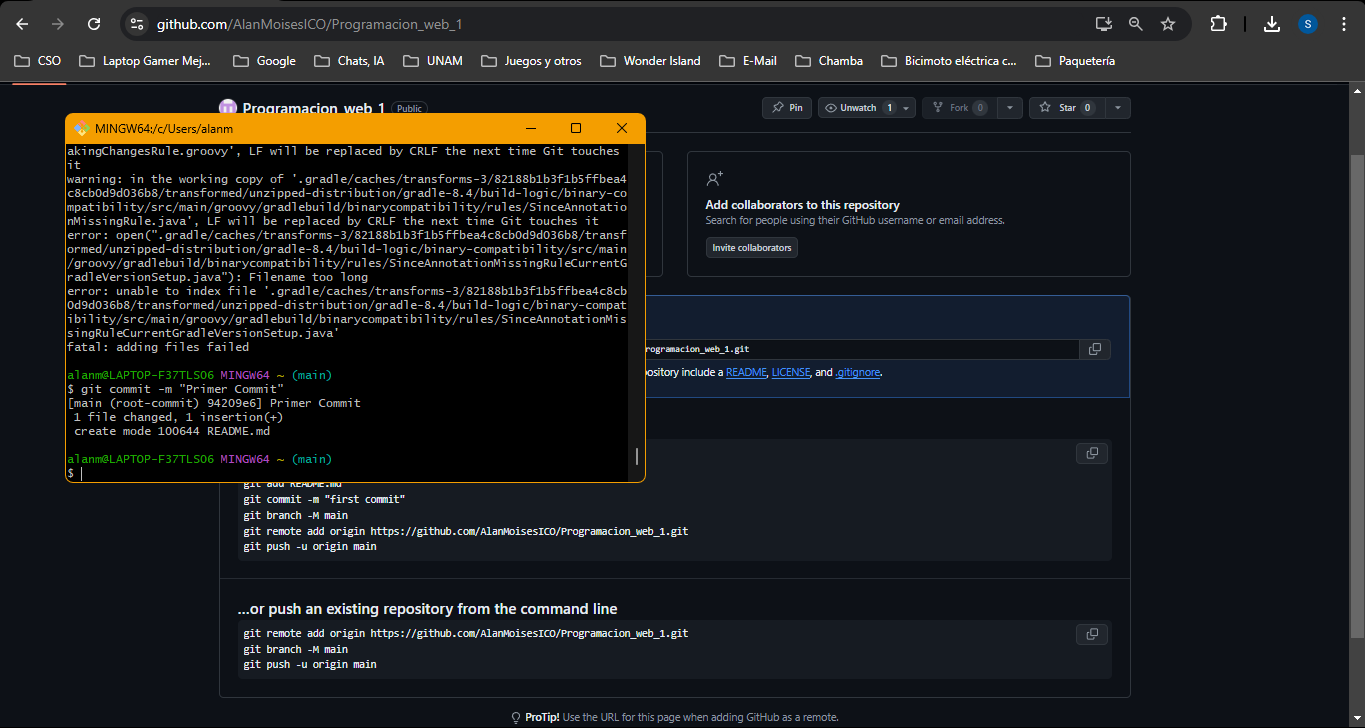 github.com/AlanMoisesICO/Programacion_web_1
S
CSO
Laptop Gamer Mej...
Google
Chats, IA
UNAM
Juegos y otros
Wonder Island
E-Mail
Chamba
Bicimoto eléctrica c...
Paquetería
Programacion_web_1 Public
Pin
Unwatch 1
Fork 0
Star 0
MINGW64:/c/Users/alanm
akingChangesRule.groovy', LF will be replaced by CRLF the next time Git touches
it
warning: in the working copy of '.gradle/caches/transforms-3/82188b1b3f1b5ffbea4
c8cb0d9d036b8/transformed/unzipped-distribution/gradle-8.4/build-logic/binary-co
mpatibility/src/main/groovy/gradlebuild/binarycompatibility/rules/SinceAnnotatio
nMissingRule.java', LF will be replaced by CRLF the next time Git touches it
error: open(".gradle/caches/transforms-3/82188b1b3f1b5ffbea4c8cb0d9d036b8/transf
ormed/unzipped-distribution/gradle-8.4/build-logic/binary-compatibility/src/main
/groovy/gradlebuild/binarycompatibility/rules/SinceAnnotationMissingRuleCurrentG
radleVersionSetup.java"): Filename too long
error: unable to index file '.gradle/caches/transforms-3/82188b1b3f1b5ffbea4c8cb
0d9d036b8/transformed/unzipped-distribution/gradle-8.4/build-logic/binary-compat
ibility/src/main/groovy/gradlebuild/binarycompatibility/rules/SinceAnnotationMis
singRuleCurrentGradleVersionSetup.java'
fatal: adding files failed
alanm@LAPTOP-F37TLSO6 MINGW64 ~ (main)
$ git commit -m "Primer Commit"
[main (root-commit) 94209e6] Primer Commit
1 file changed, 1 insertion(+)
create mode 100644 README.md
alanm@LAPTOP-F37TLSO6 MINGW64 ~ (main)
$
Add collaborators to this repository
Search for people using their GitHub username or email address.
Invite collaborators
rogramacion_web_1.git
ository include a README, LICENSE, and .gitignore.
git add README.md
git commit -m "first commit"
git branch -M main
git remote add origin https://github.com/AlanMoisesICO/Programacion_web_1.git
git push -u origin main
...or push an existing repository from the command line
git remote add origin https://github.com/AlanMoisesICO/Programacion_web_1.git
git branch -M main
git push -u origin main
ProTip! Use the URL for this page when adding GitHub as a remote.